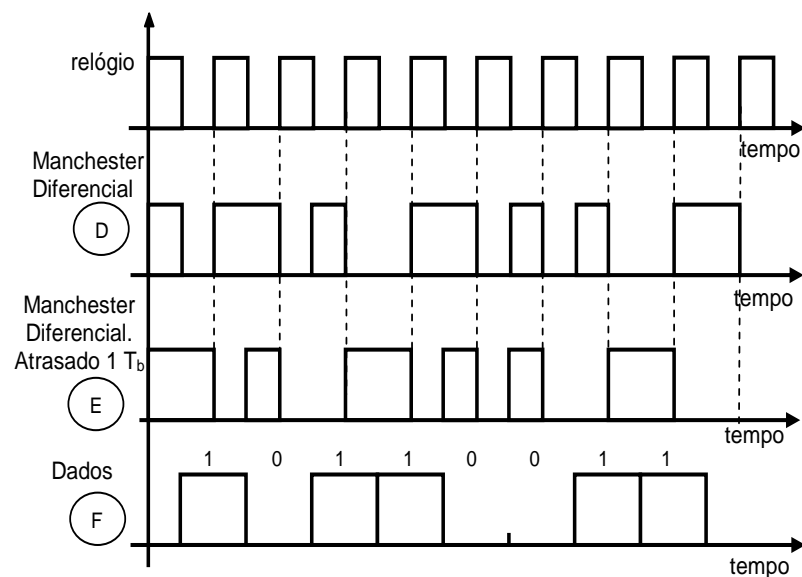 relógio
tempo
Manchester
Diferencial
D
tempo
Manchester
Diferencial.
Atrasado 1 Tb
E
tempo
1 0 1 1 0 0 1 1
Dados
F
tempo